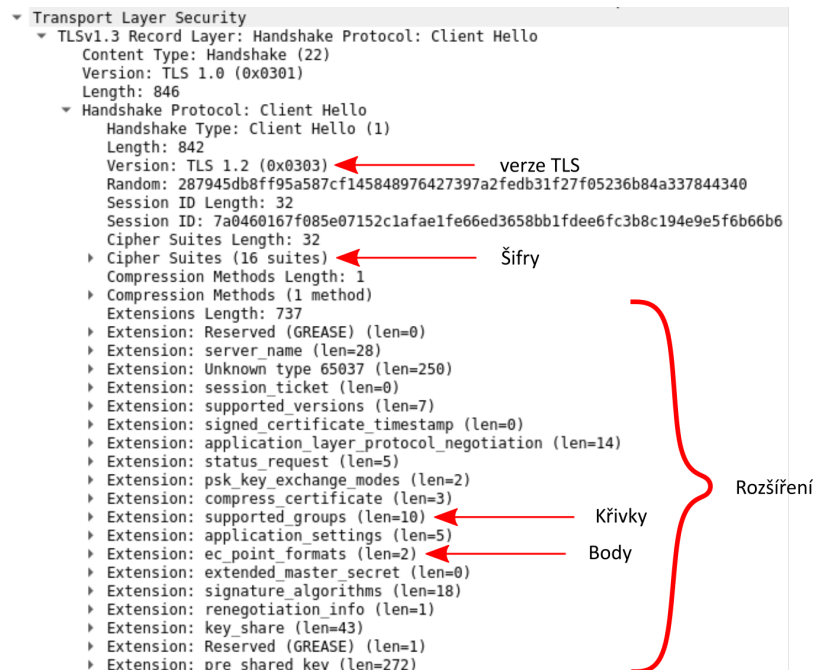 Transport Layer Security
TLSv1.3 Record Layer: Handshake Protocol: Client Hello
Content Type: Handshake (22)
Version: TLS 1.0 (0x0301)
Length: 846
Handshake Protocol: Client Hello
Handshake Type: Client Hello (1)
Length: 842
Version: TLS 1.2 (0x0303) verze TLS
Random: 287945db8ff95a587cf145848976427397a2fedb31f27f05236b84a337844340
Session ID Length: 32
Session ID: 7a0460167f085e07152c1afae1fe66ed3658bb1fdee6fc3b8c194e9e5f6b66b6
Cipher Suites Length: 32
Cipher Suites (16 suites) Šifry
Compression Methods Length: 1
Compression Methods (1 method)
Extensions Length: 737
Extension: Reserved (GREASE) (len=0)
Extension: server_name (len=28)
Extension: Unknown type 65037 (len=250)
Extension: session_ticket (len=0)
Extension: supported_versions (len=7)
Extension: signed_certificate_timestamp (len=0)
Extension: application_layer_protocol_negotiation (len=14)
Extension: status_request (len=5)
Extension: psk_key_exchange_modes (len=2)
Extension: compress_certificate (len=3)
Rozšíření
Extension: supported_groups (len=10) Křivky
Extension: application_settings (len=5)
Extension: ec_point_formats (len=2) Body
Extension: extended_master_secret (len=0)
Extension: signature_algorithms (len=18)
Extension: renegotiation_info (len=1)
Extension: key_share (len=43)
Extension: Reserved (GREASE) (len=1)
Extension: pre_shared_key (len=272)